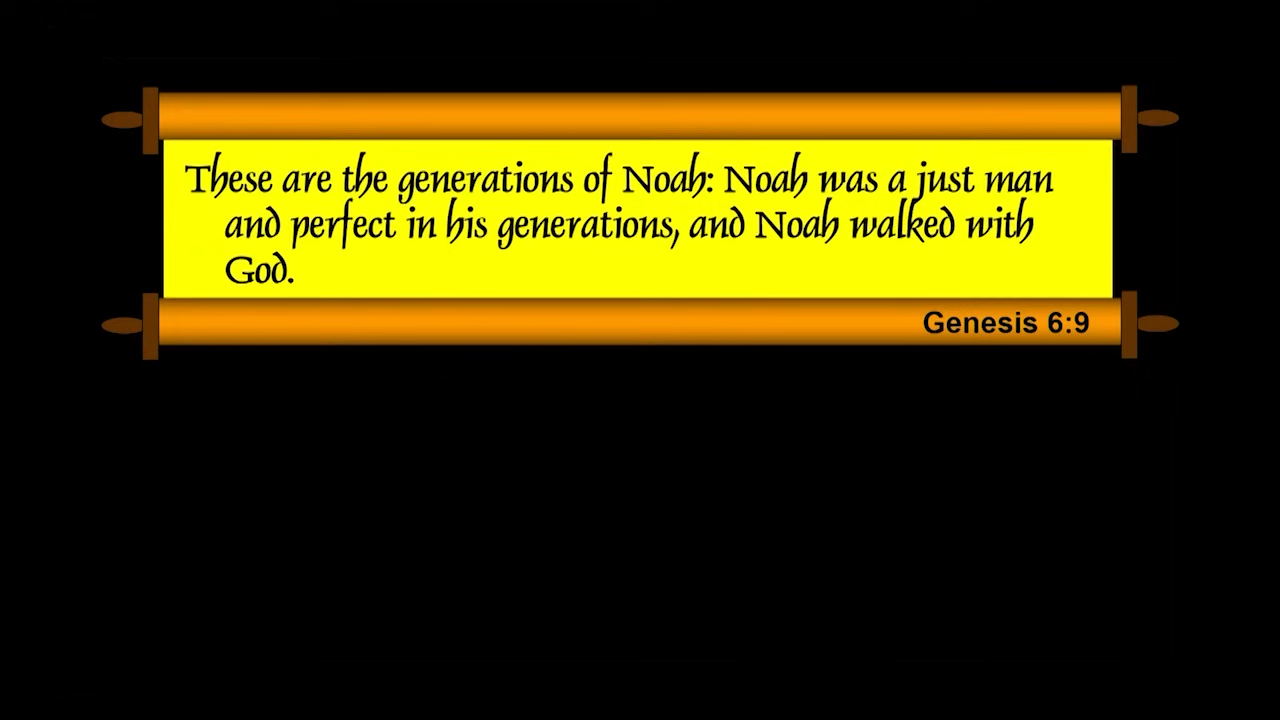 These are the generations of Noah: Noah was a just man
and perfect in his generations, and Noah walked with
God.
Genesis 6:9